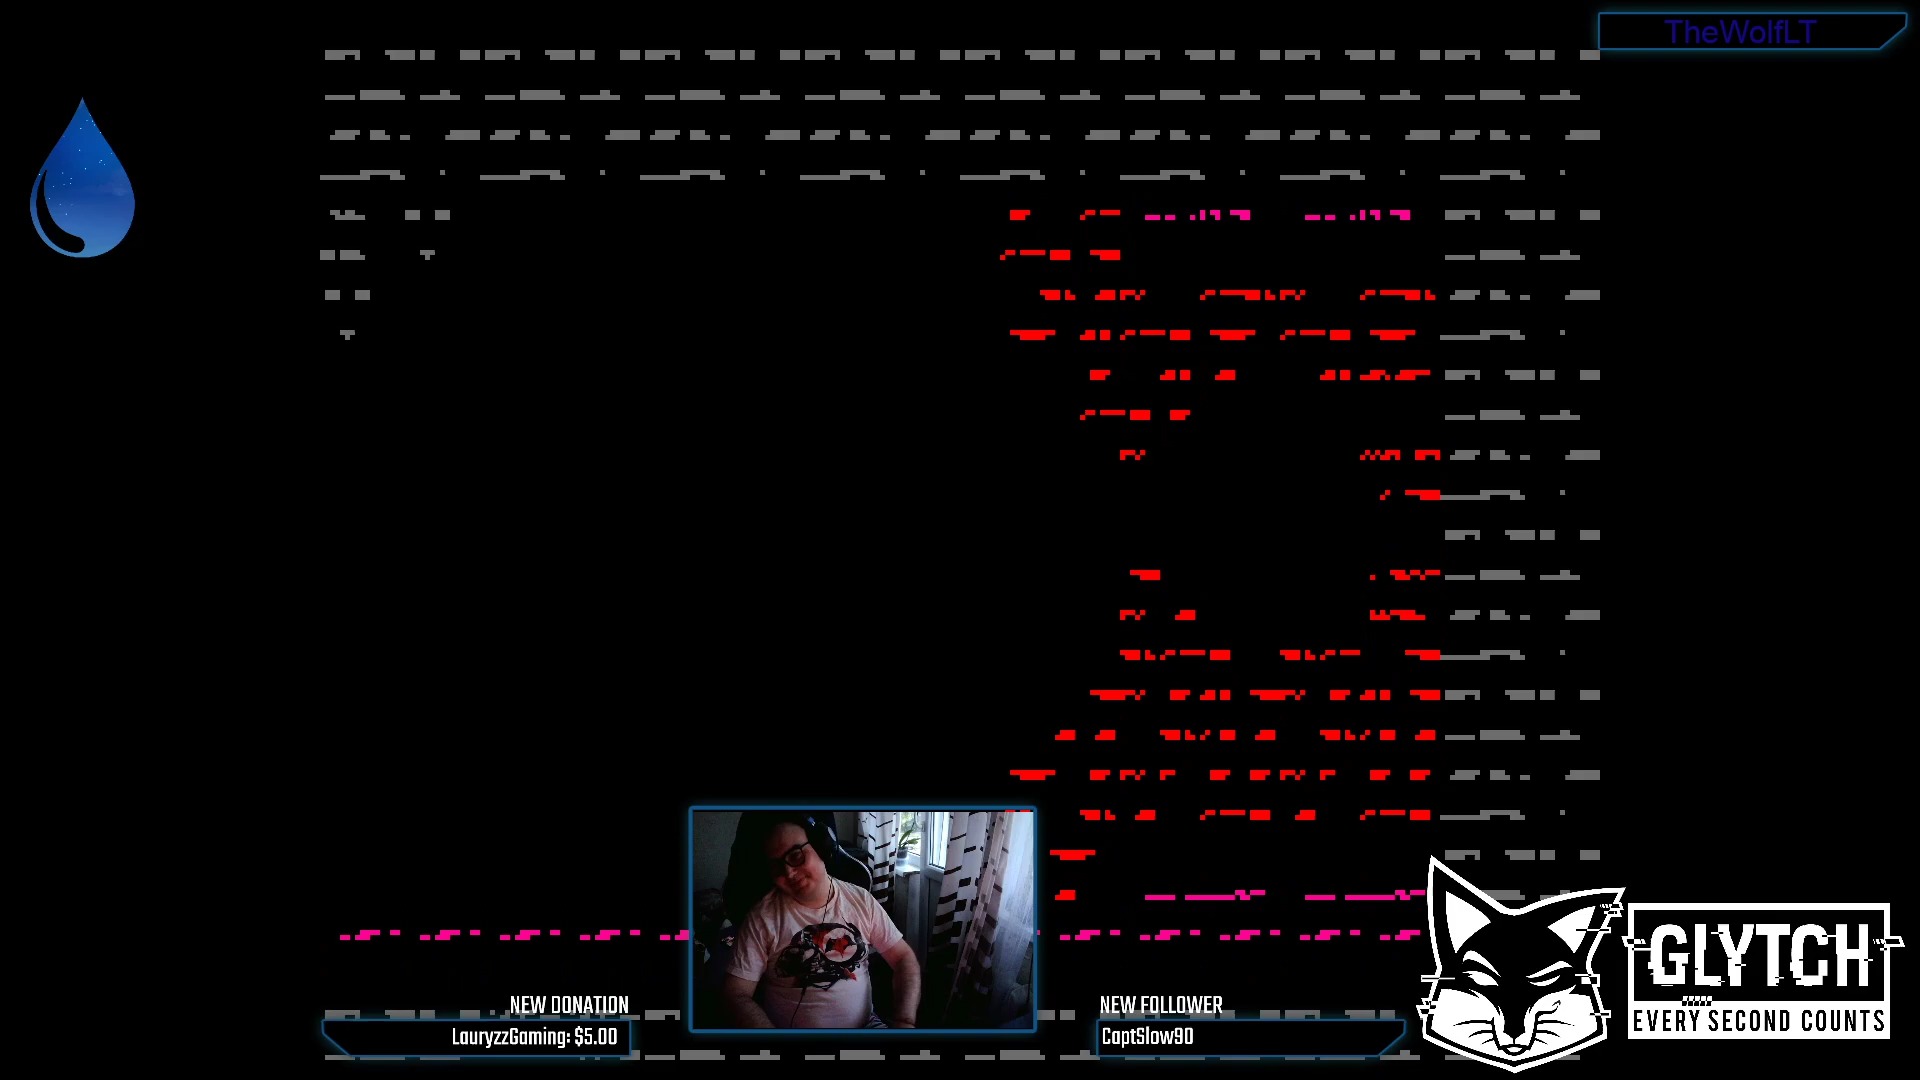 TheWolfLT
NEW DONATION
LauryzzGaming: $5.00
NEW FOLLOWER
CaptSlow90
GLYTCH
EVERY SECOND COUNTS